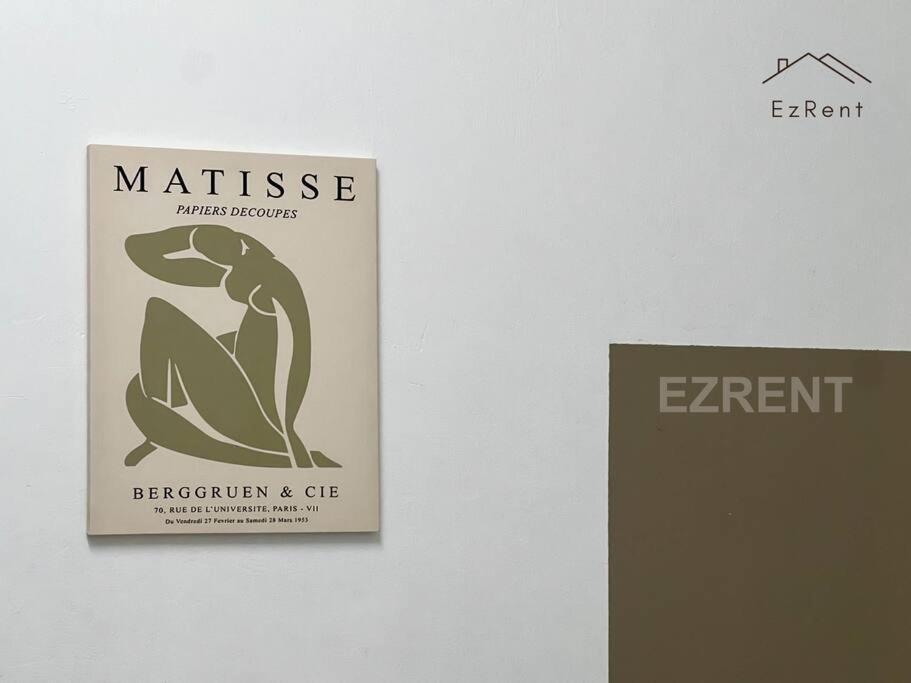 EzRent
MATISSE
PAPIERS DECOUPES
EZRENT
BERGGRUEN & CIE
70, RUE DE L'UNIVERSITE, PARIS - VII
Du Vendredi 27 Fevrier au Samedi 28 Mars 1953